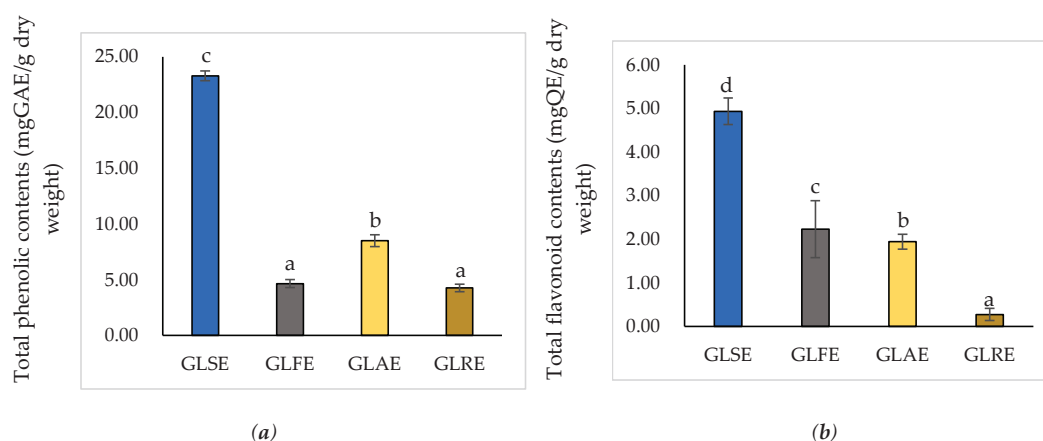 Total phenolic contents (mgGAE/g dry
weight)
25.00
20.00
15.00
10.00
5.00
0.00
c
a
b
a
GLSE GLFE GLAE GLRE
(a)
Total flavonoid contents (mgQE/g dry
weight)
6.00
5.00
4.00
3.00
2.00
1.00
0.00
d
c
b
a
GLSE GLFE GLAE GLRE
(b)